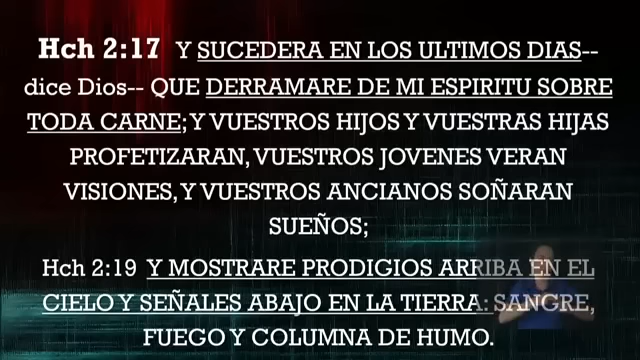 Hch 2:17 Y SUCEDERA EN LOS ULTIMOS DIAS--
dice Dios-- QUE DERRAMARE DE MI ESPIRITU SOBRE
TODA CARNE; Y VUESTROS HIJOS Y VUESTRAS HIJAS
PROFETIZARAN, VUESTROS JOVENES VERAN
VISIONES, Y VUESTROS ANCIANOS SOÑARAN
SUEÑOS;
Hch 2:19 Y MOSTRARE PRODIGIOS ARRIBA EN EL
CIELO Y SEÑALES ABAJO EN LA TIERRA: SANGRE,
FUEGO Y COLUMNA DE HUMO.